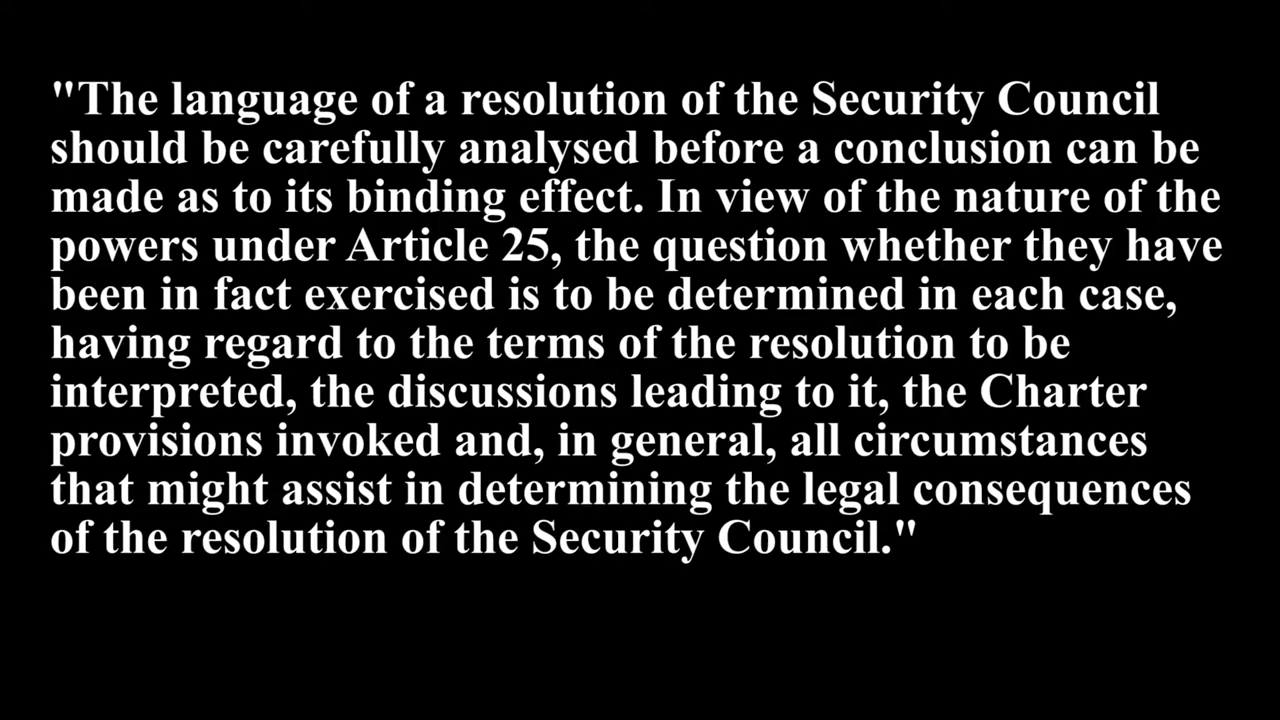 "The language of a resolution of the Security Council
should be carefully analysed before a conclusion can be
made as to its binding effect. In view of the nature of the
powers under Article 25, the question whether they have
been in fact exercised is to be determined in each case,
having regard to the terms of the resolution to be
interpreted, the discussions leading to it, the Charter
provisions invoked and, in general, all circumstances
that might assist in determining the legal consequences
of the resolution of the Security Council."